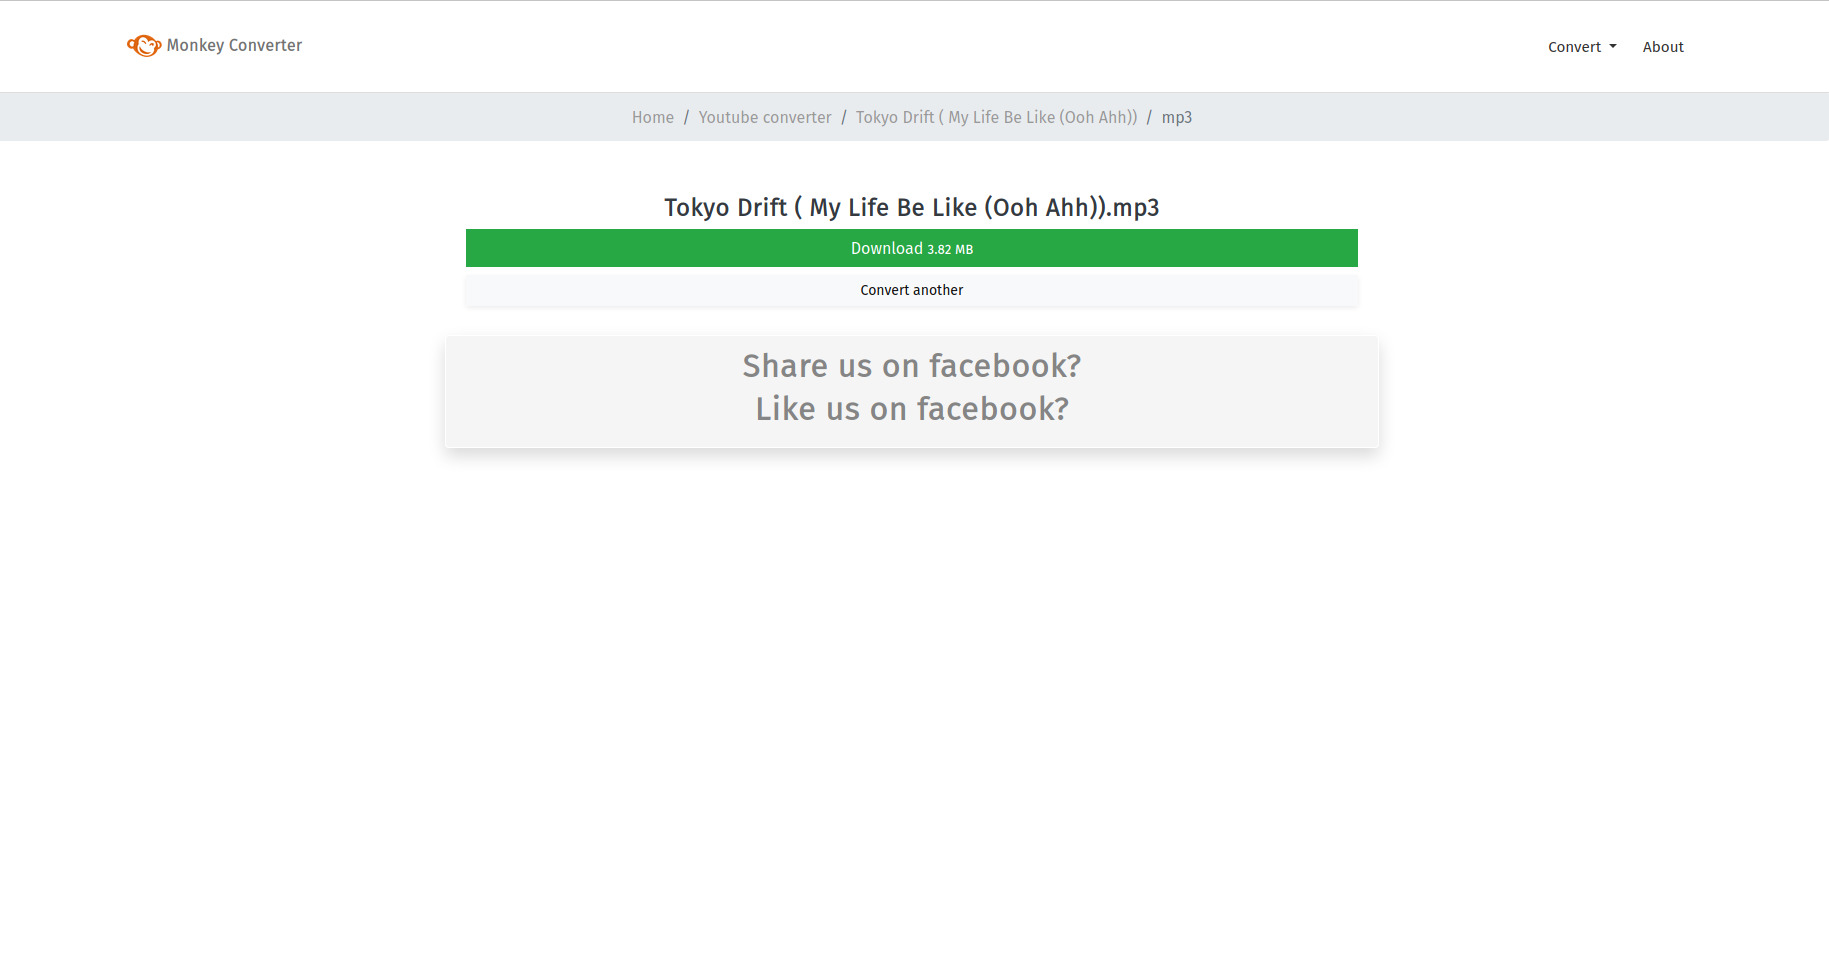 Monkey Converter
Convert About
Home / Youtube converter / Tokyo Drift ( My Life Be Like (Ooh Ahh)) / mp3
Tokyo Drift ( My Life Be Like (Ooh Ahh)).mp3
Download 3.82 MB
Convert another
Share us on facebook?
Like us on facebook?